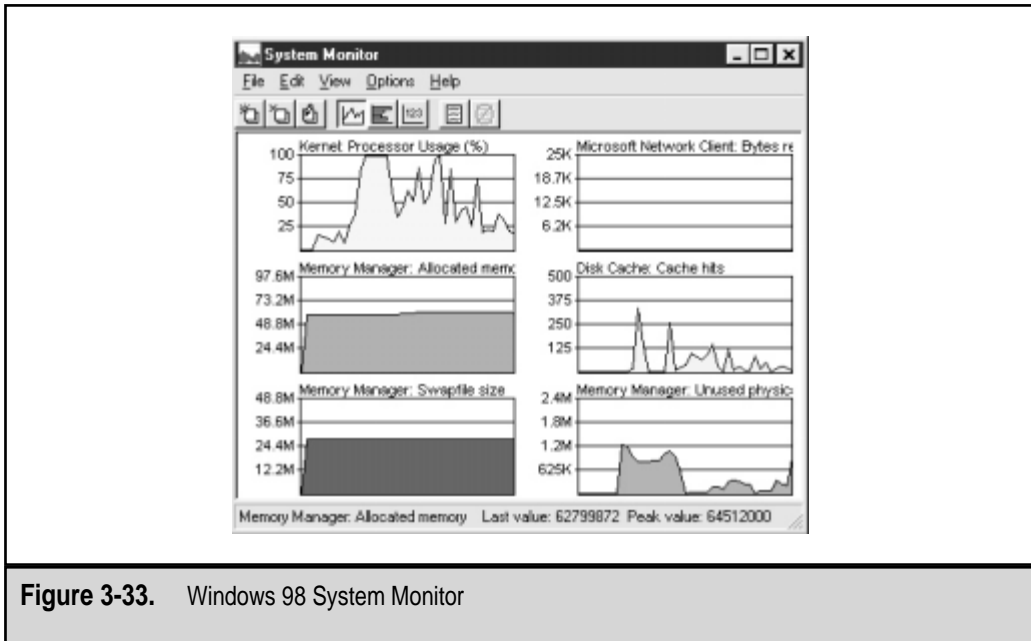 System Monitor
File Edit View Options Help
Kernel: Processor Usage (%)
100
75
50
25
Microsoft Network Client: Bytes re
25K
18.7K
12.5K
6.2K
Memory Manager: Allocated memo
97.6M
73.2M
48.8M
24.4M
Disk Cache: Cache hits
500
375
250
125
Memory Manager: Swapfile size
48.8M
36.6M
24.4M
12.2M
Memory Manager: Unused physic
2.4M
1.8M
1.2M
625K
Memory Manager: Allocated memory Last value: 62799872 Peak value: 64512000
Figure 3-33. Windows 98 System Monitor